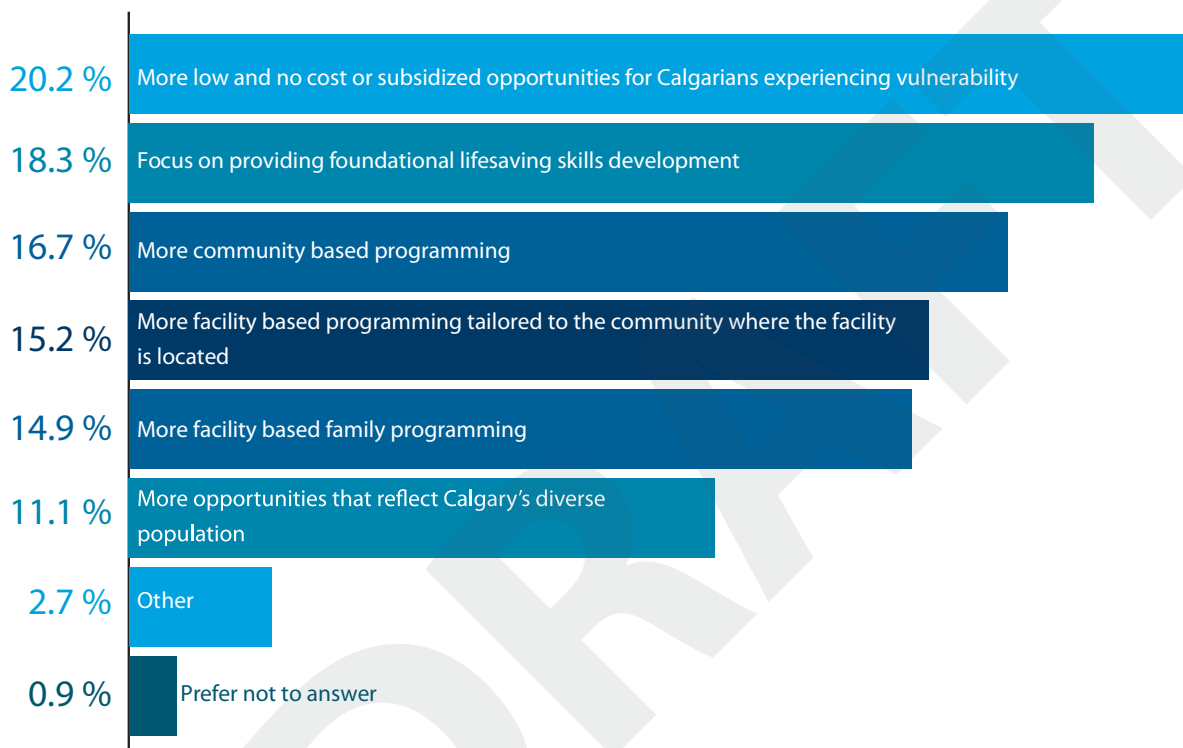 20.2 % More low and no cost or subsidized opportunities for Calgarians experiencing vulnerability
18.3 % Focus on providing foundational lifesaving skills development
16.7 % More community based programming
15.2 % More facility based programming tailored to the community where the facility
is located
14.9 % More facility based family programming
11.1 % More opportunities that reflect Calgary’s diverse
population
2.7 % Other
0.9 % Prefer not to answer
DRAFT